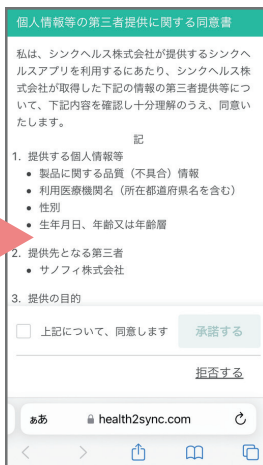 個人情報等の第三者提供に関する同意書
私は、シンクヘルス株式会社が提供するシンクヘ
ルスアプリを利用するにあたり、シンクヘルス株
式会社が取得した下記の情報の第三者提供等につ
いて、下記内容を確認し十分理解のうえ、同意い
たします。
記
1. 提供する個人情報等
• 製品に関する品質（不具合）情報
• 利用医療機関名（所在都道府県名を含む）
• 性別
• 生年月日、年齢又は年齢層
2. 提供先となる第三者
• サノフィ株式会社
3. 提供の目的
上記について、同意します 承諾する
拒否する
ぁあ health2sync.com